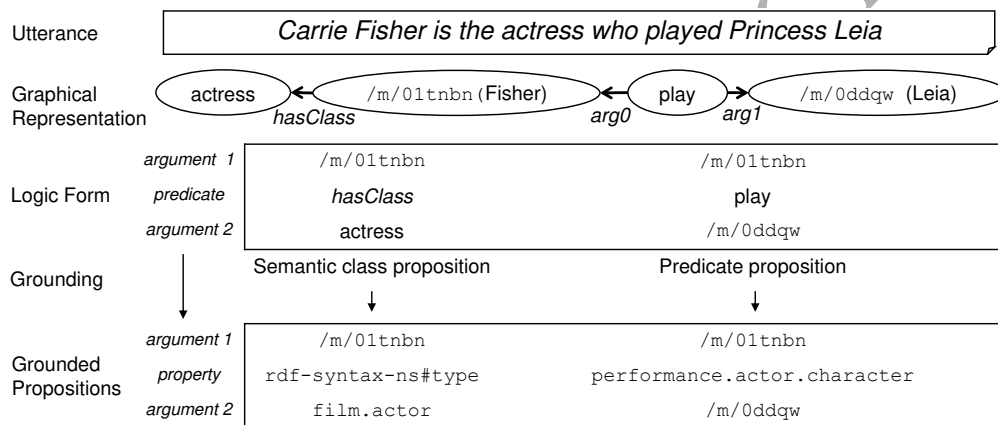 Utterance
Carrie Fisher is the actress who played Princess Leia
Graphical Representation
actress
hasClass
/m/01tnbn (Fisher)
arg0
play
arg1
/m/0ddqw (Leia)
Logic Form
argument 1 /m/01tnbn /m/01tnbn
predicate hasClass play
argument 2 actress /m/0ddqw
Grounding
Semantic class proposition Predicate proposition
Grounded Propositions
argument 1 /m/01tnbn /m/01tnbn
property rdf-syntax-ns#type performance.actor.character
argument 2 film.actor /m/0ddqw